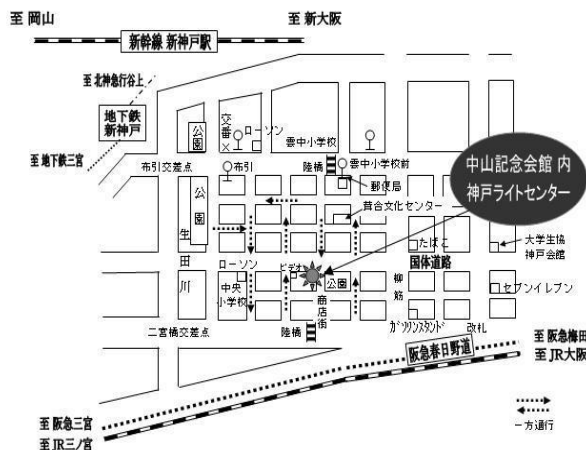 至 岡山
至 新大阪
新幹線 新神戸駅
至 北神急行谷上
地下鉄
新神戸
至 地下鉄三宮
公園
交番
×
ローソン
雲中小学校
布引交差点
布引
陸橋
雲中小学校前
郵便局
中山記念会館 内
神戸ライトセンター
公園
葺合文化センター
生田川
たばこ
大学生協
神戸会館
国体道路
ローソン
ビデオ
中央
小学校
公園
商店街
柳筋
セブンイレブン
二宮橋交差点
陸橋
ガソリンスタンド
改札
阪急春日野道
至 阪急梅田
至 JR大阪
至 阪急三宮
至 JR三ノ宮
一方通行